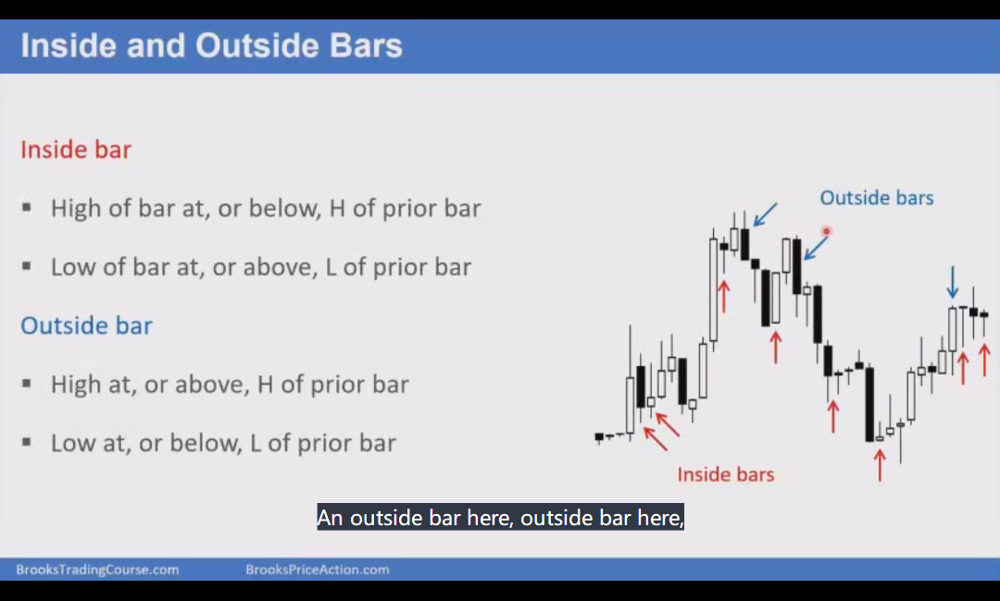 Inside and Outside Bars
Inside bar
▪ High of bar at, or below, H of prior bar
▪ Low of bar at, or above, L of prior bar
Outside bar
▪ High at, or above, H of prior bar
▪ Low at, or below, L of prior bar
Outside bars
Inside bars
An outside bar here, outside bar here,
BrooksTradingCourse.com
BrooksPriceAction.com